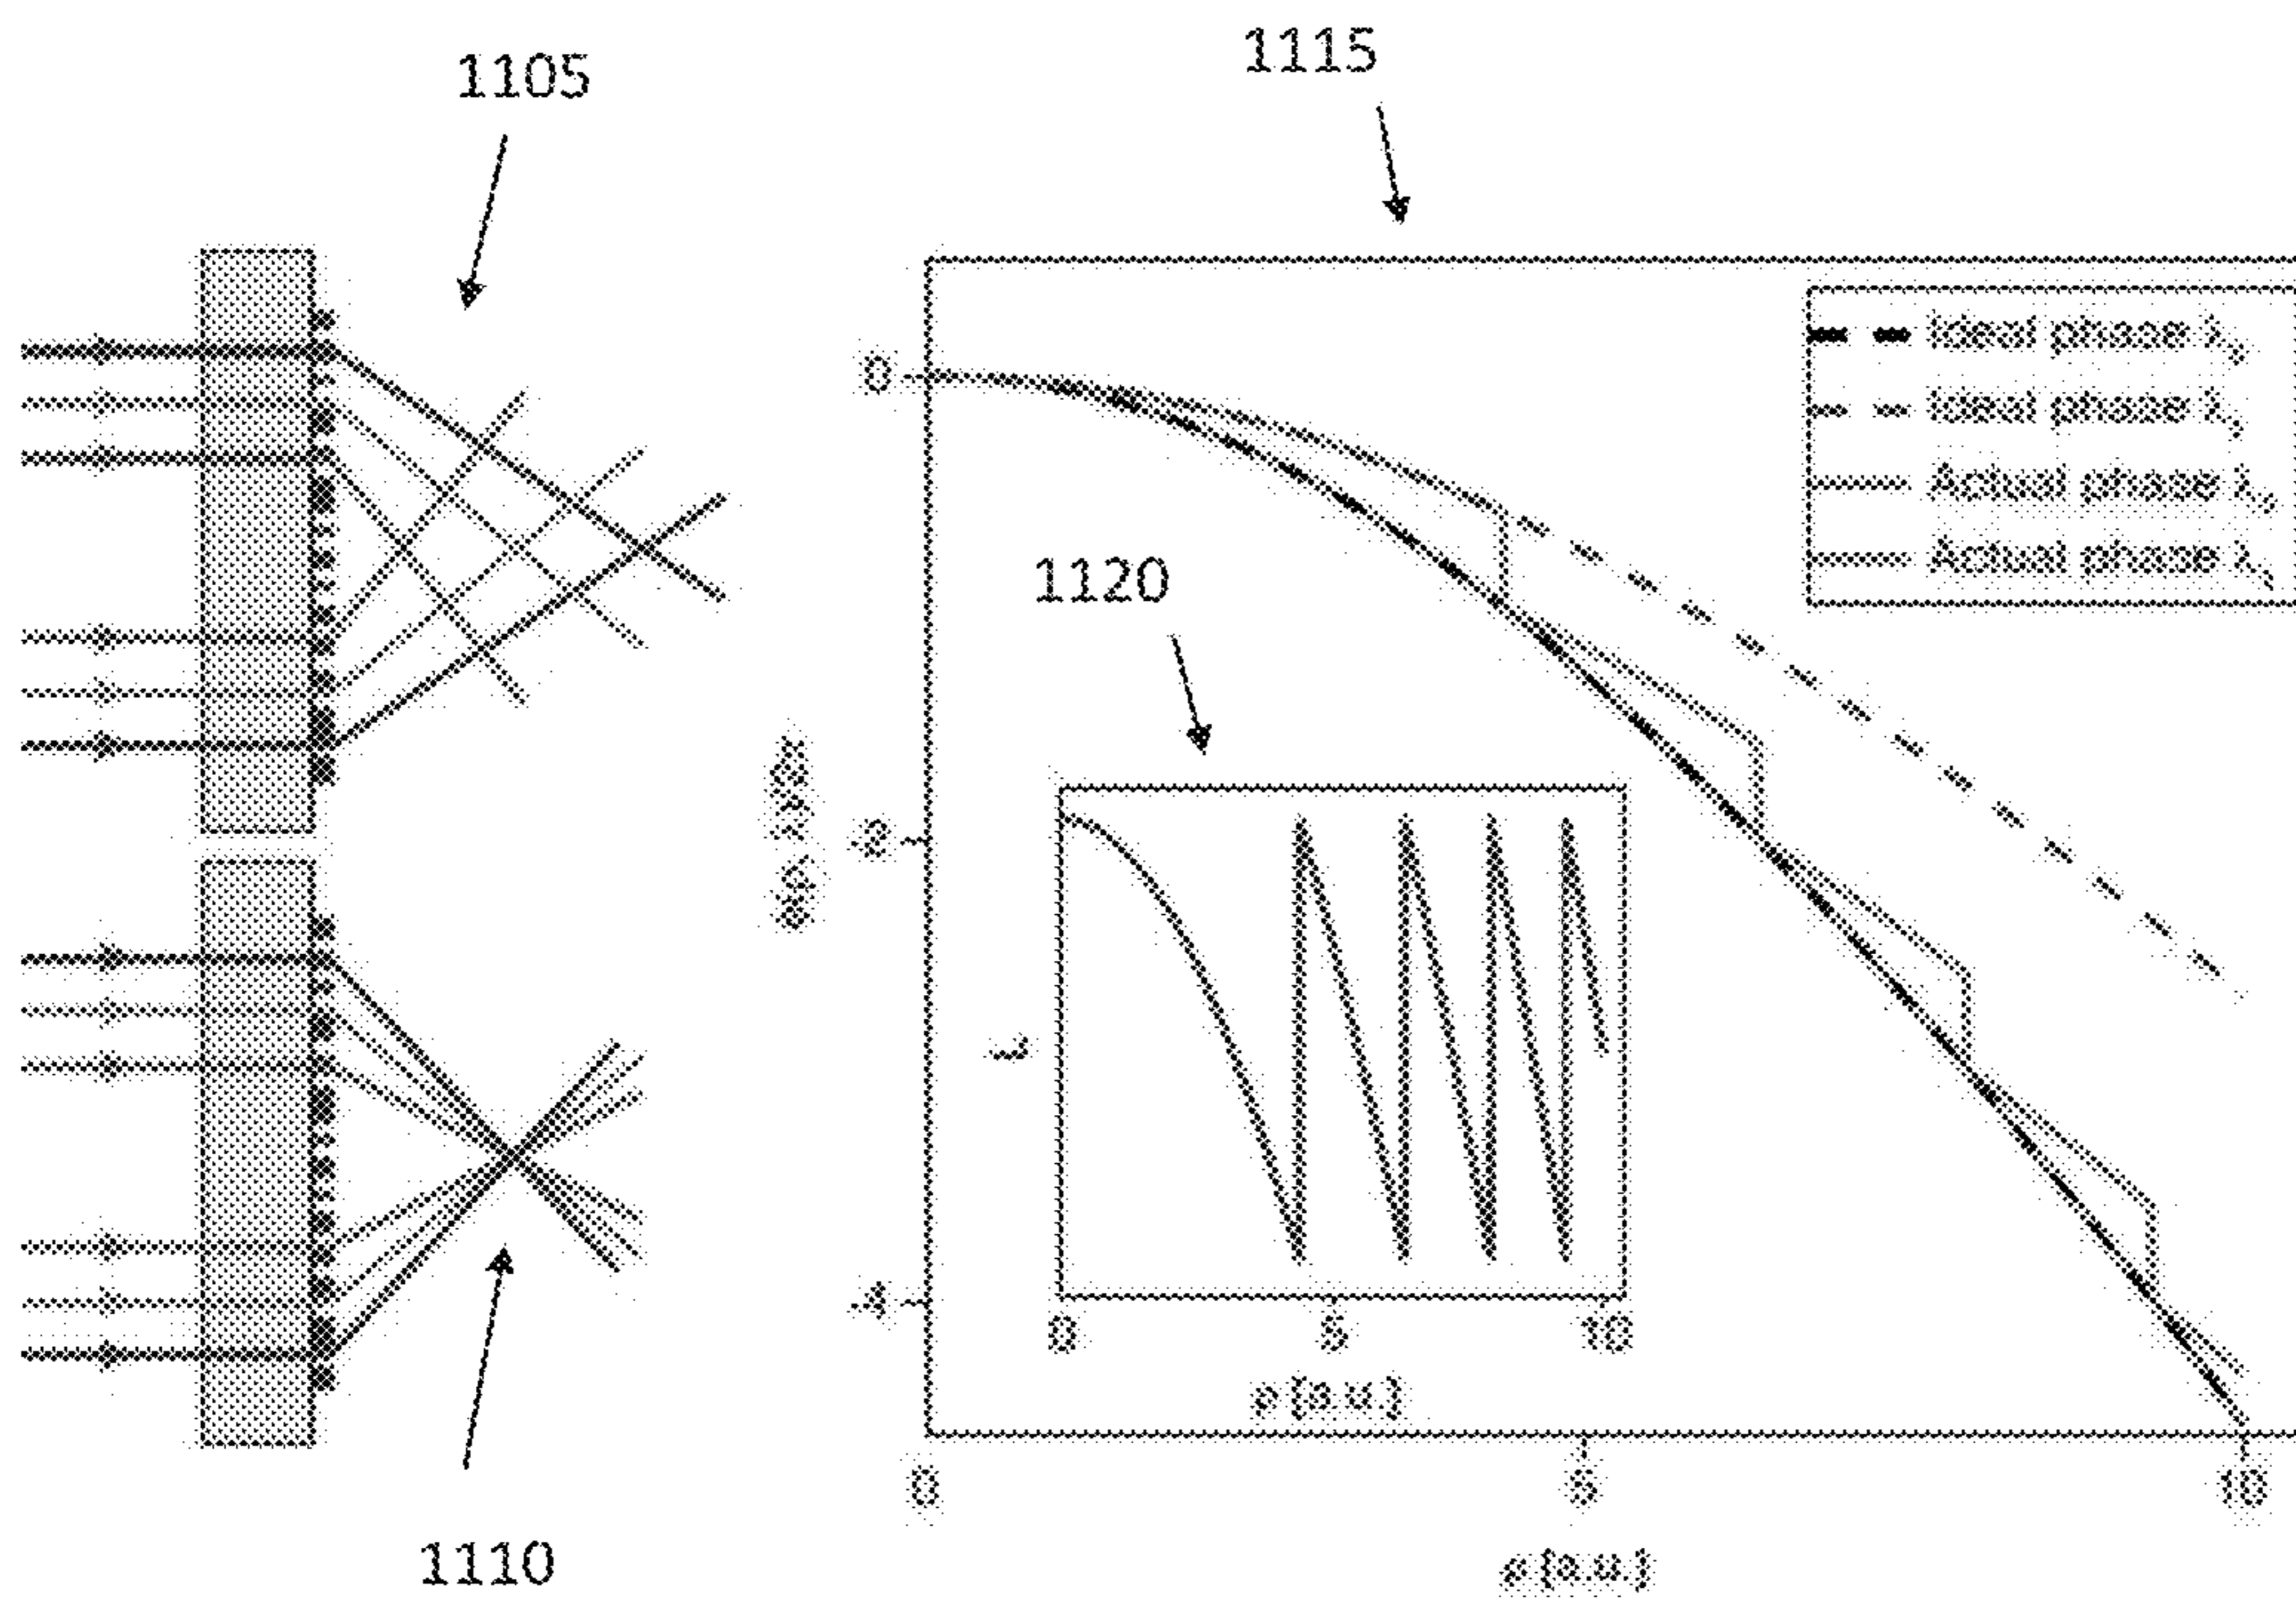 1105
1115
Ideal phase λ
Ideal phase λ
Actual phase λ
Actual phase λ
0
1120
-2
-4
0
5
10
ρ [a.u.]
0
5
10
ρ [a.u.]
1110